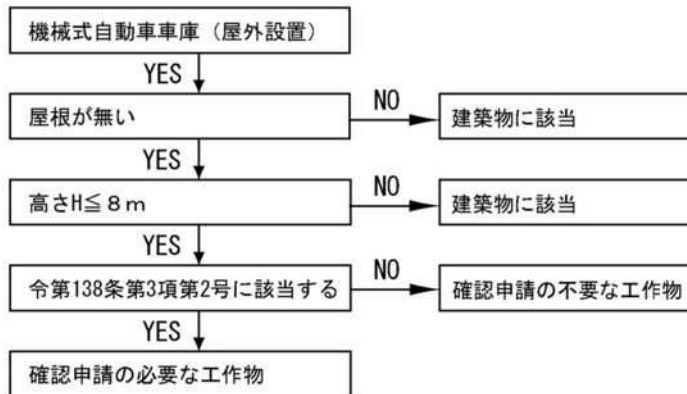 機械式自動車車庫（屋外設置）
YES
屋根が無い
NO
建築物に該当
YES
高さH≦８ｍ
NO
建築物に該当
YES
令第138条第3項第2号に該当する
NO
確認申請の不要な工作物
YES
確認申請の必要な工作物